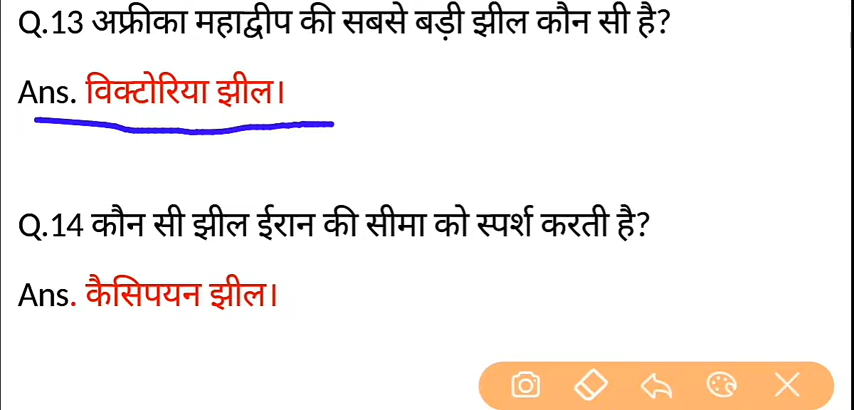 Q.13 अफ्रीका महाद्वीप की सबसे बड़ी झील कौन सी है?
Ans. विक्टोरिया झील।
Q.14 कौन सी झील ईरान की सीमा को स्पर्श करती है?
Ans. कैसिपयन झील।